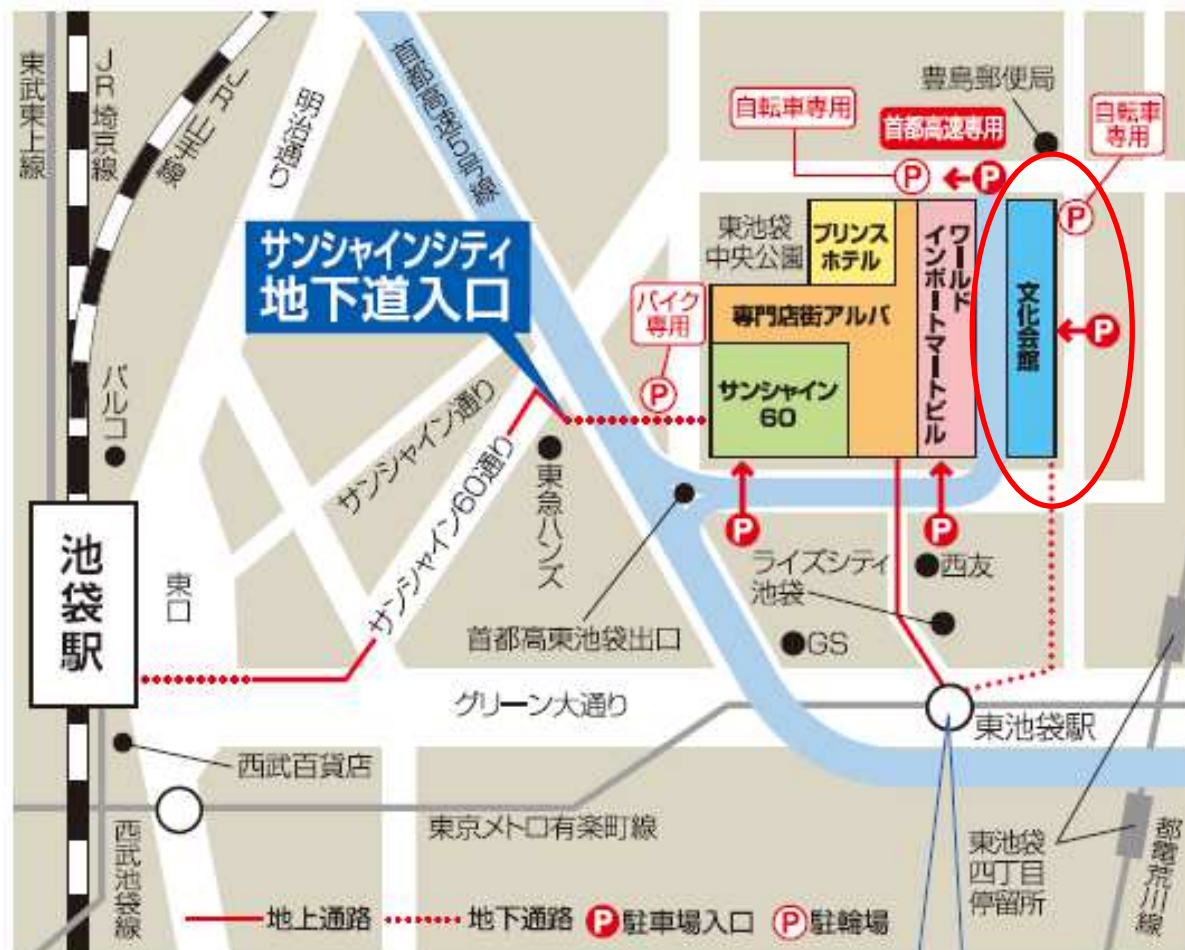 東武東上線
JR埼京線
JR山手線
明治通り
首都高速5号線
豊島郵便局
自転車専用
首都高速専用
自転車
専用
P
P
P
サンシャインシティ
地下道入口
東池袋
中央公園
プリンス
ホテル
ワールド
インポートマートビル
文化会館
P
バイク
専用
P
専門店街アルパ
サンシャイン
60
パルコ
サンシャイン通り
サンシャイン60通り
東急ハンズ
P
P
池袋駅
東口
ライズシティ
池袋
西友
首都高東池袋出口
GS
グリーン大通り
東池袋駅
西武百貨店
東京メトロ有楽町線
西武池袋線
東池袋
四丁目
停留所
都電荒川線
地上通路
地下通路
P駐車場入口
P駐輪場